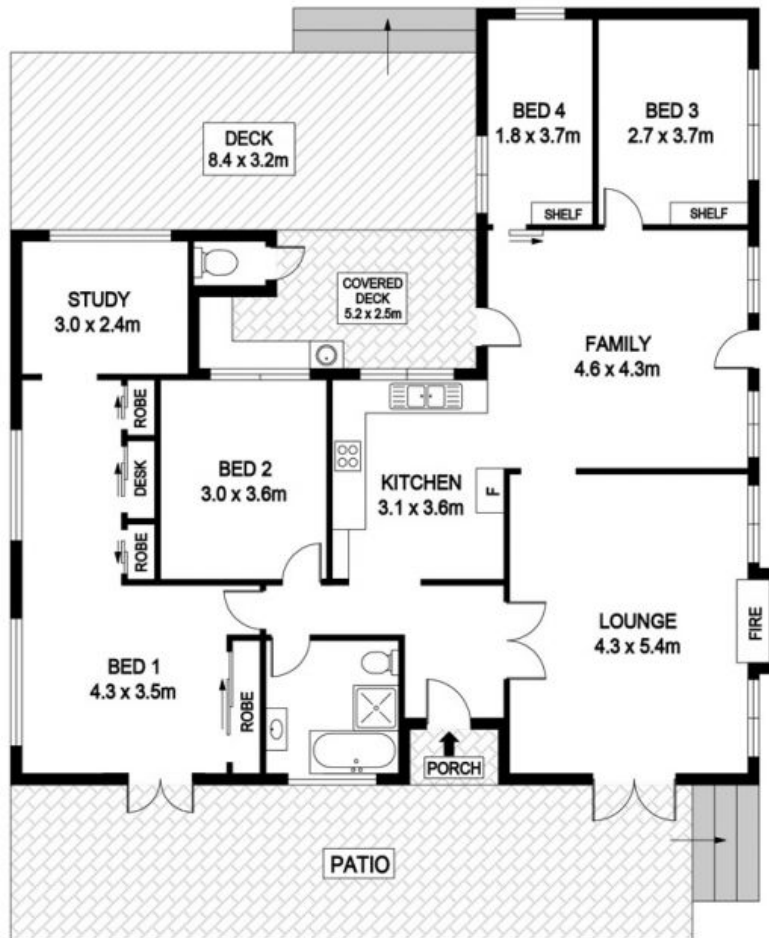 BED 4
1.8 x 3.7m
BED 3
2.7 x 3.7m
DECK
8.4 x 3.2m
SHELF
SHELF
STUDY
3.0 x 2.4m
COVERED
DECK
5.2 x 2.5m
FAMILY
4.6 x 4.3m
ROBE
DESK
ROBE
BED 2
3.0 x 3.6m
KITCHEN
3.1 x 3.6m
F
LOUNGE
4.3 x 5.4m
FIRE
BED 1
4.3 x 3.5m
ROBE
PORCH
PATIO